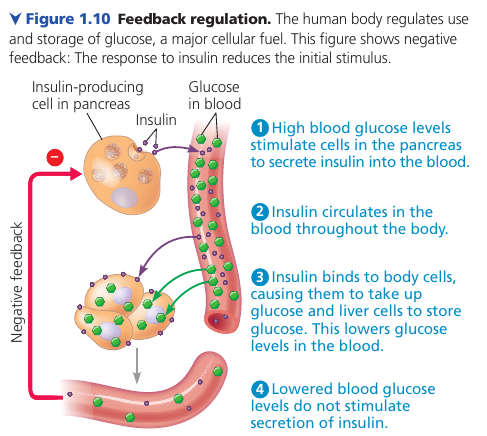 ▼ Figure 1.10 Feedback regulation. The human body regulates use
and storage of glucose, a major cellular fuel. This figure shows negative
feedback: The response to insulin reduces the initial stimulus.
Insulin-producing
cell in pancreas
Insulin
Glucose
in blood
–
Negative feedback
1 High blood glucose levels
stimulate cells in the pancreas
to secrete insulin into the blood.
2 Insulin circulates in the
blood throughout the body.
3 Insulin binds to body cells,
causing them to take up
glucose and liver cells to store
glucose. This lowers glucose
levels in the blood.
4 Lowered blood glucose
levels do not stimulate
secretion of insulin.